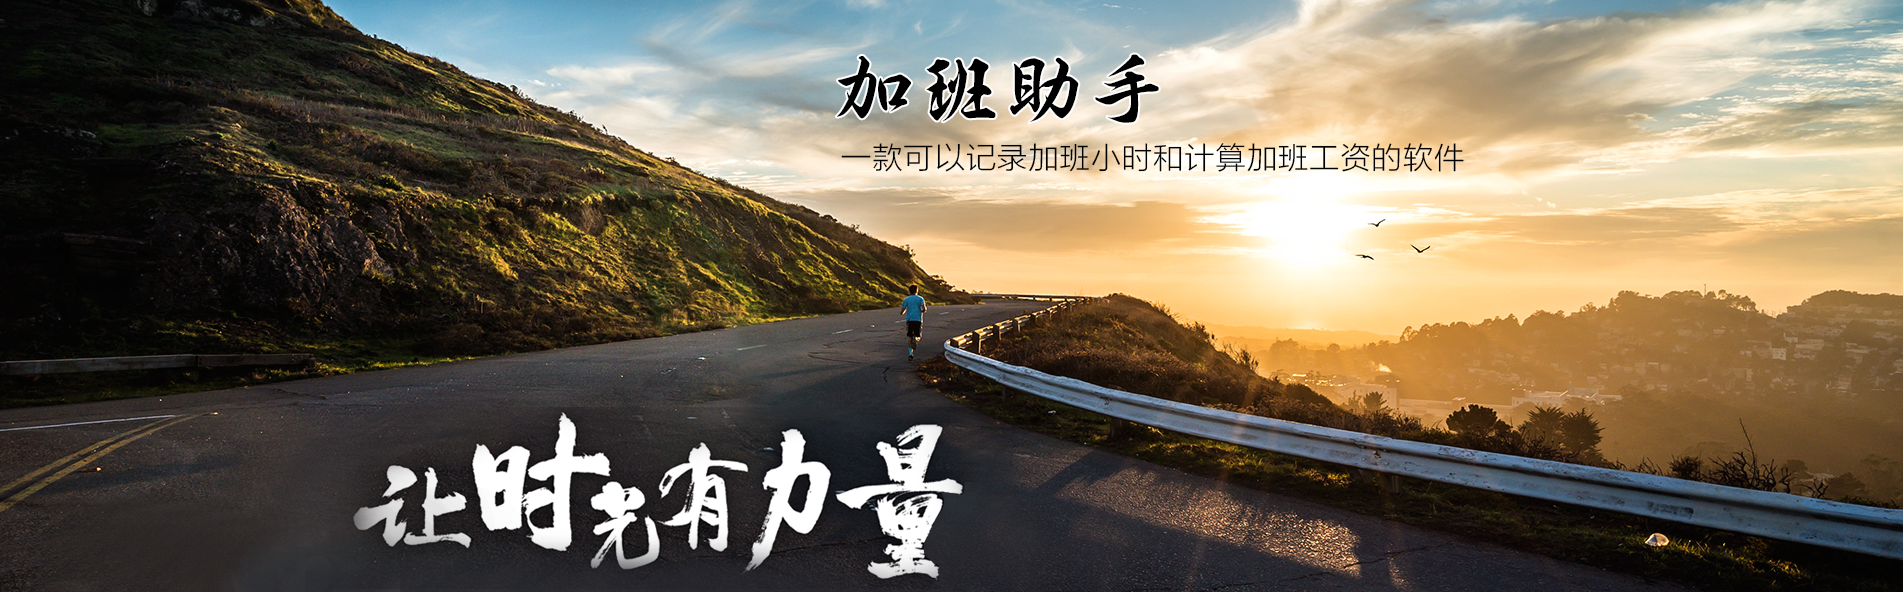 加班助手
一款可以记录加班小时和计算加班工资的软件
让时光有力量